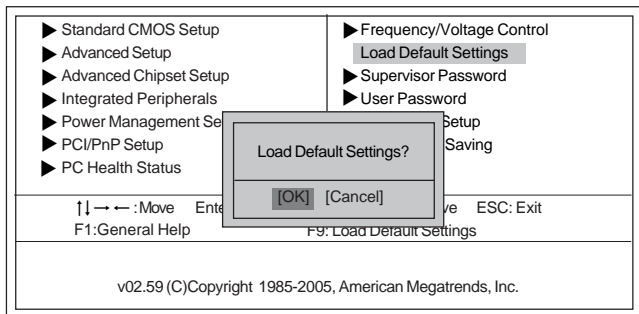 Standard CMOS Setup
Advanced Setup
Advanced Chipset Setup
Integrated Peripherals
Power Management Se
PCI/PnP Setup
PC Health Status
Frequency/Voltage Control
Load Default Settings
Supervisor Password
User Password
Setup
Saving
Load Default Settings?
[OK] [Cancel]
↑↓→←:Move Ente ve ESC: Exit
F1:General Help F9: Load Default Settings
v02.59 (C)Copyright 1985-2005, American Megatrends, Inc.